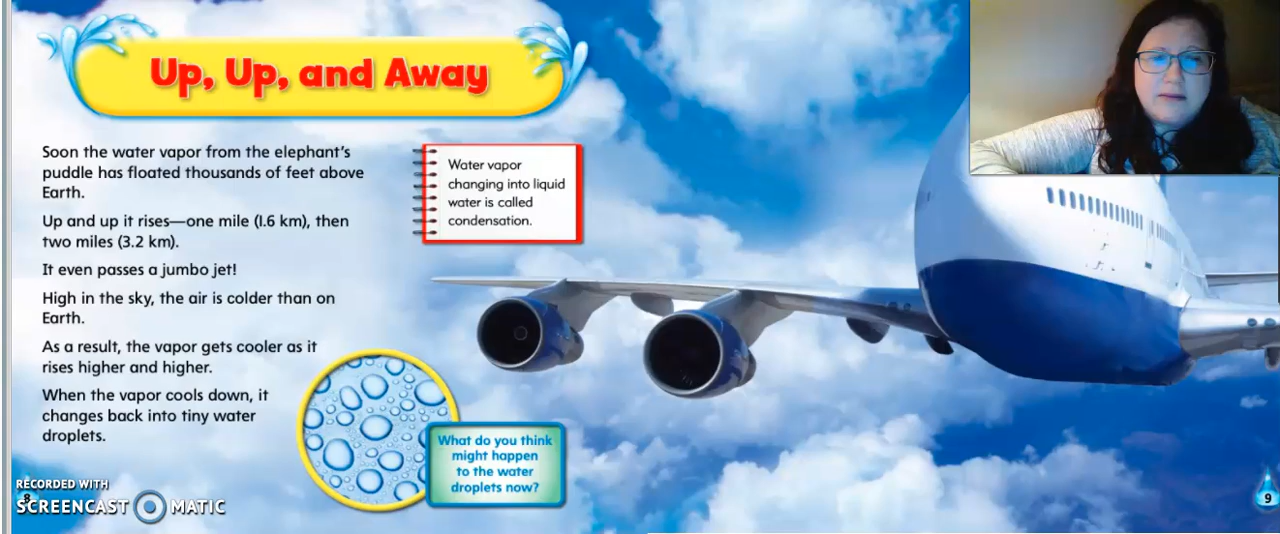 Up, Up, and Away
Soon the water vapor from the elephant's
puddle has floated thousands of feet above
Earth.
Up and up it rises—one mile (1.6 km), then
two miles (3.2 km).
It even passes a jumbo jet!
High in the sky, the air is colder than on
Earth.
As a result, the vapor gets cooler as it
rises higher and higher.
When the vapor cools down, it
changes back into tiny water
droplets.
Water vapor
changing into liquid
water is called
condensation.
What do you think
might happen
to the water
droplets now?
8
RECORDED WITH
SCREENCAST MATIC
9